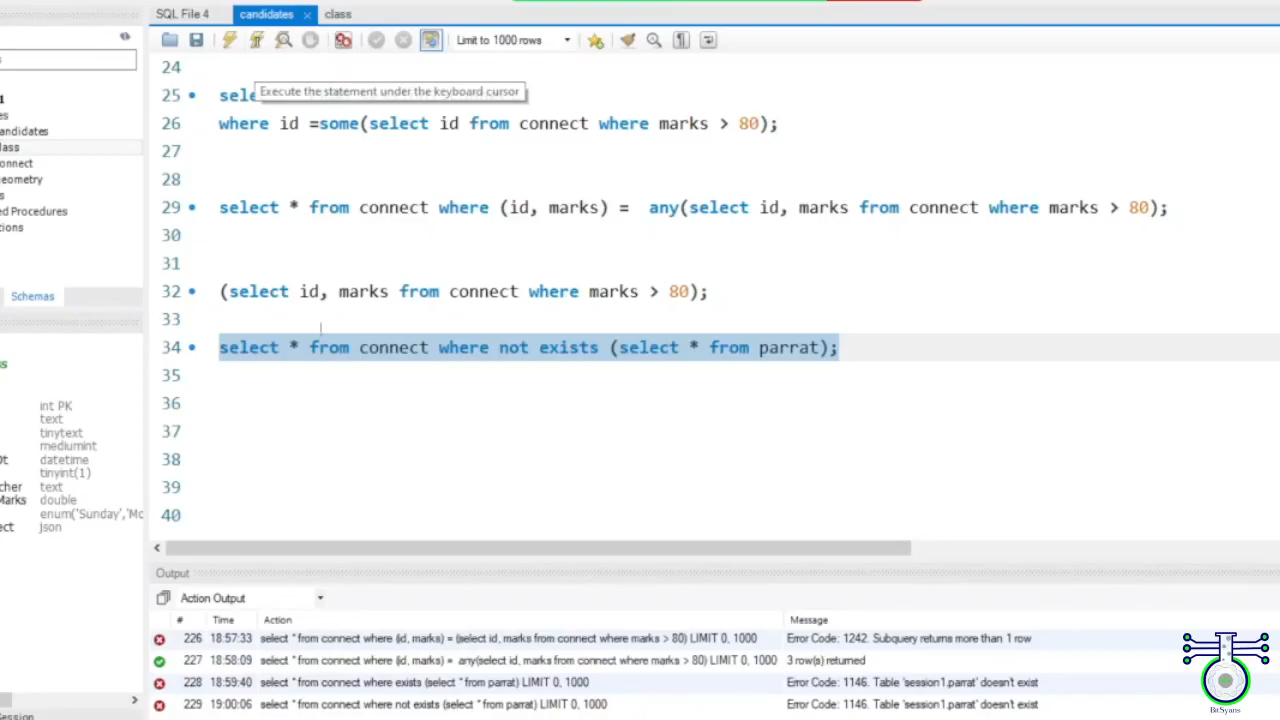 SQL File 4 candidates × class
Limit to 1000 rows
24
25 sele Execute the statement under the keyboard cursor
26 where id =some(select id from connect where marks > 80);
27
28
29 select * from connect where (id, marks) = any(select id, marks from connect where marks > 80);
30
31
32 (select id, marks from connect where marks > 80);
33
34 select * from connect where not exists (select * from parrat);
35
36
37
38
39
40
s
1
es
andidates
lass
onnect
eometry
s
ed Procedures
tions
Schemas
s
int PK
text
tinytext
mediumint
Dt datetime
tinyint(1)
cher text
Marks double
enum('Sunday','Mo
ect json
Session
Output
Action Output
# Time Action Message
226 18:57:33 select * from connect where (id, marks) = (select id, marks from connect where marks > 80) LIMIT 0, 1000 Error Code: 1242. Subquery returns more than 1 row
227 18:58:09 select * from connect where (id, marks) = any(select id, marks from connect where marks > 80) LIMIT 0, 1000 3 row(s) returned
228 18:59:40 select * from connect where exists (select * from parrat) LIMIT 0, 1000 Error Code: 1146. Table 'session1.parrat' doesn't exist
229 19:00:06 select * from connect where not exists (select * from parrat) LIMIT 0, 1000 Error Code: 1146. Table 'session1.parrat' doesn't exist
BitSyans